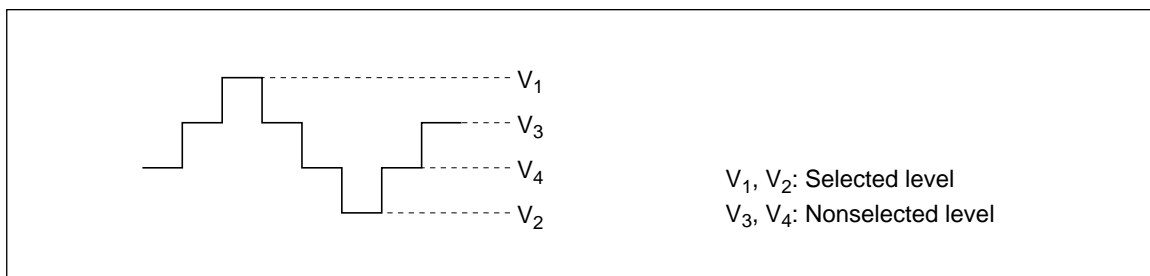 V₁
V₃
V₄
V₂
V₁, V₂: Selected level
V₃, V₄: Nonselected level